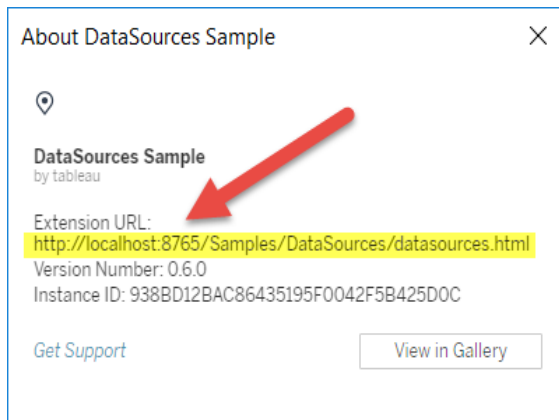 About DataSources Sample
DataSources Sample
by tableau
Extension URL:
http://localhost:8765/Samples/DataSources/datasources.html
Version Number: 0.6.0
Instance ID: 938BD12BAC86435195F0042F5B425D0C
Get Support
View in Gallery